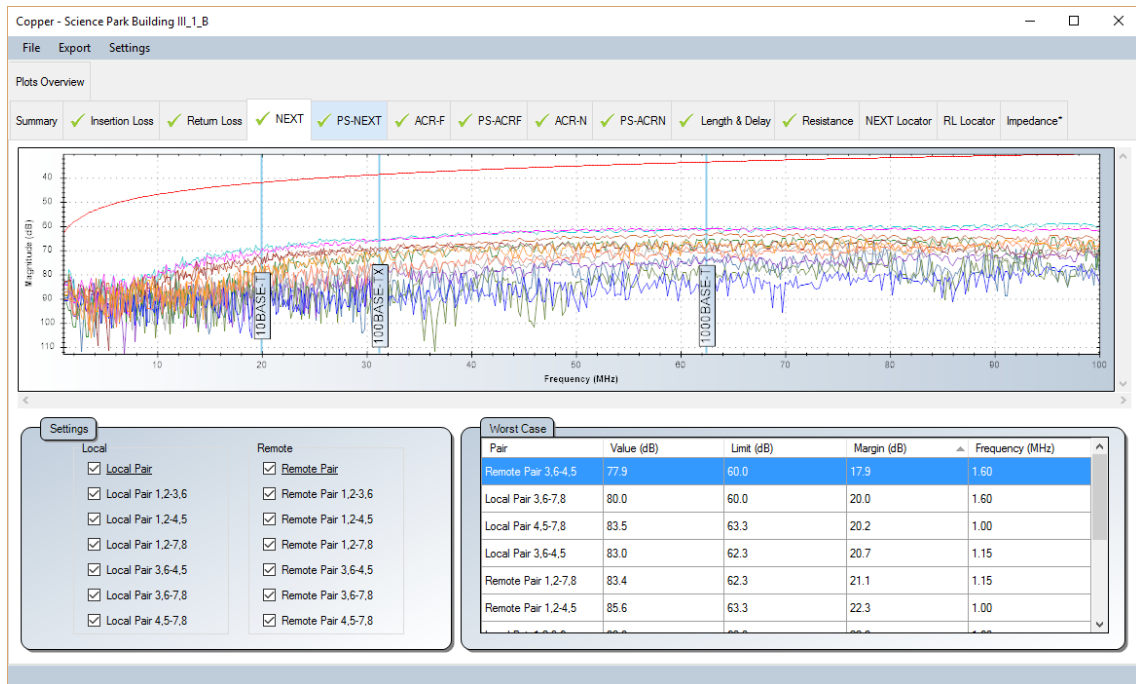 Copper - Science Park Building III_1_B
File Export Settings
Plots Overview
Summary Insertion Loss Return Loss NEXT PS-NEXT ACR-F PS-ACRF ACR-N PS-ACRN Length & Delay Resistance NEXT Locator RL Locator Impedance*
Magnitude (dB)
40
50
60
70
80
90
100
110
10BASE-T
100BASE-TX
1000BASE-T
10 20 30 40 50 60 70 80 90 100
Frequency (MHz)
Settings
Local Remote
Local Pair Remote Pair
Local Pair 1,2-3,6 Remote Pair 1,2-3,6
Local Pair 1,2-4,5 Remote Pair 1,2-4,5
Local Pair 1,2-7,8 Remote Pair 1,2-7,8
Local Pair 3,6-4,5 Remote Pair 3,6-4,5
Local Pair 3,6-7,8 Remote Pair 3,6-7,8
Local Pair 4,5-7,8 Remote Pair 4,5-7,8
Worst Case
Pair Value (dB) Limit (dB) Margin (dB) Frequency (MHz)
Remote Pair 3,6-4,5 77.9 60.0 17.9 1.60
Local Pair 3,6-7,8 80.0 60.0 20.0 1.60
Local Pair 4,5-7,8 83.5 63.3 20.2 1.00
Local Pair 3,6-4,5 83.0 62.3 20.7 1.15
Remote Pair 1,2-7,8 83.4 62.3 21.1 1.15
Remote Pair 1,2-4,5 85.6 63.3 22.3 1.00